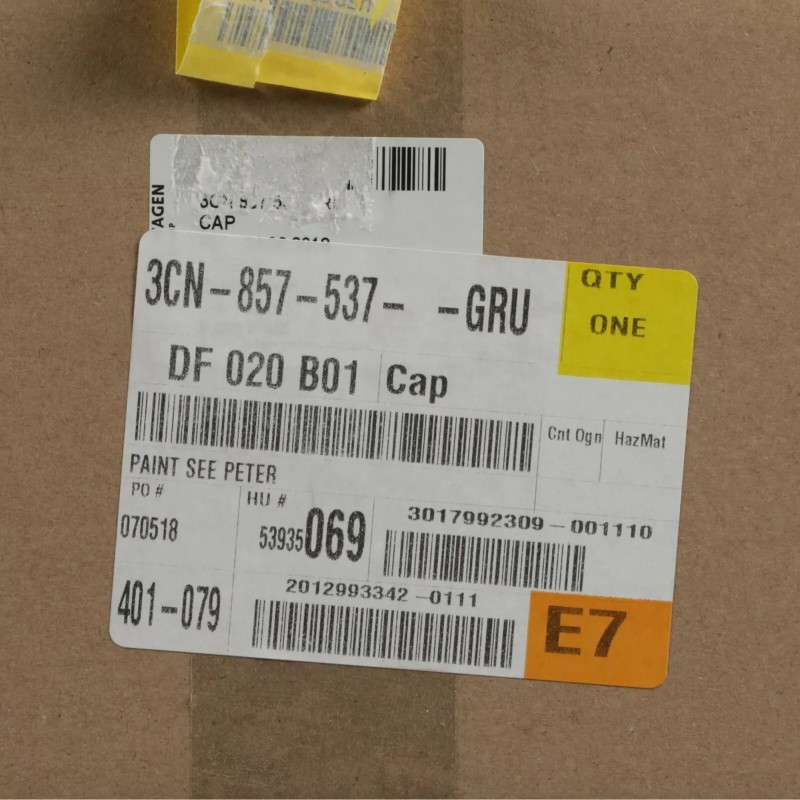 AGEN
CAP
3CN-857-537- -GRU
QTY
ONE
DF 020 B01 Cap
Cnt Ogn HazMat
PAINT SEE PETER
PO #
HU #
070518
53935069
3017992309-001110
401-079
2012993342-0111
E7